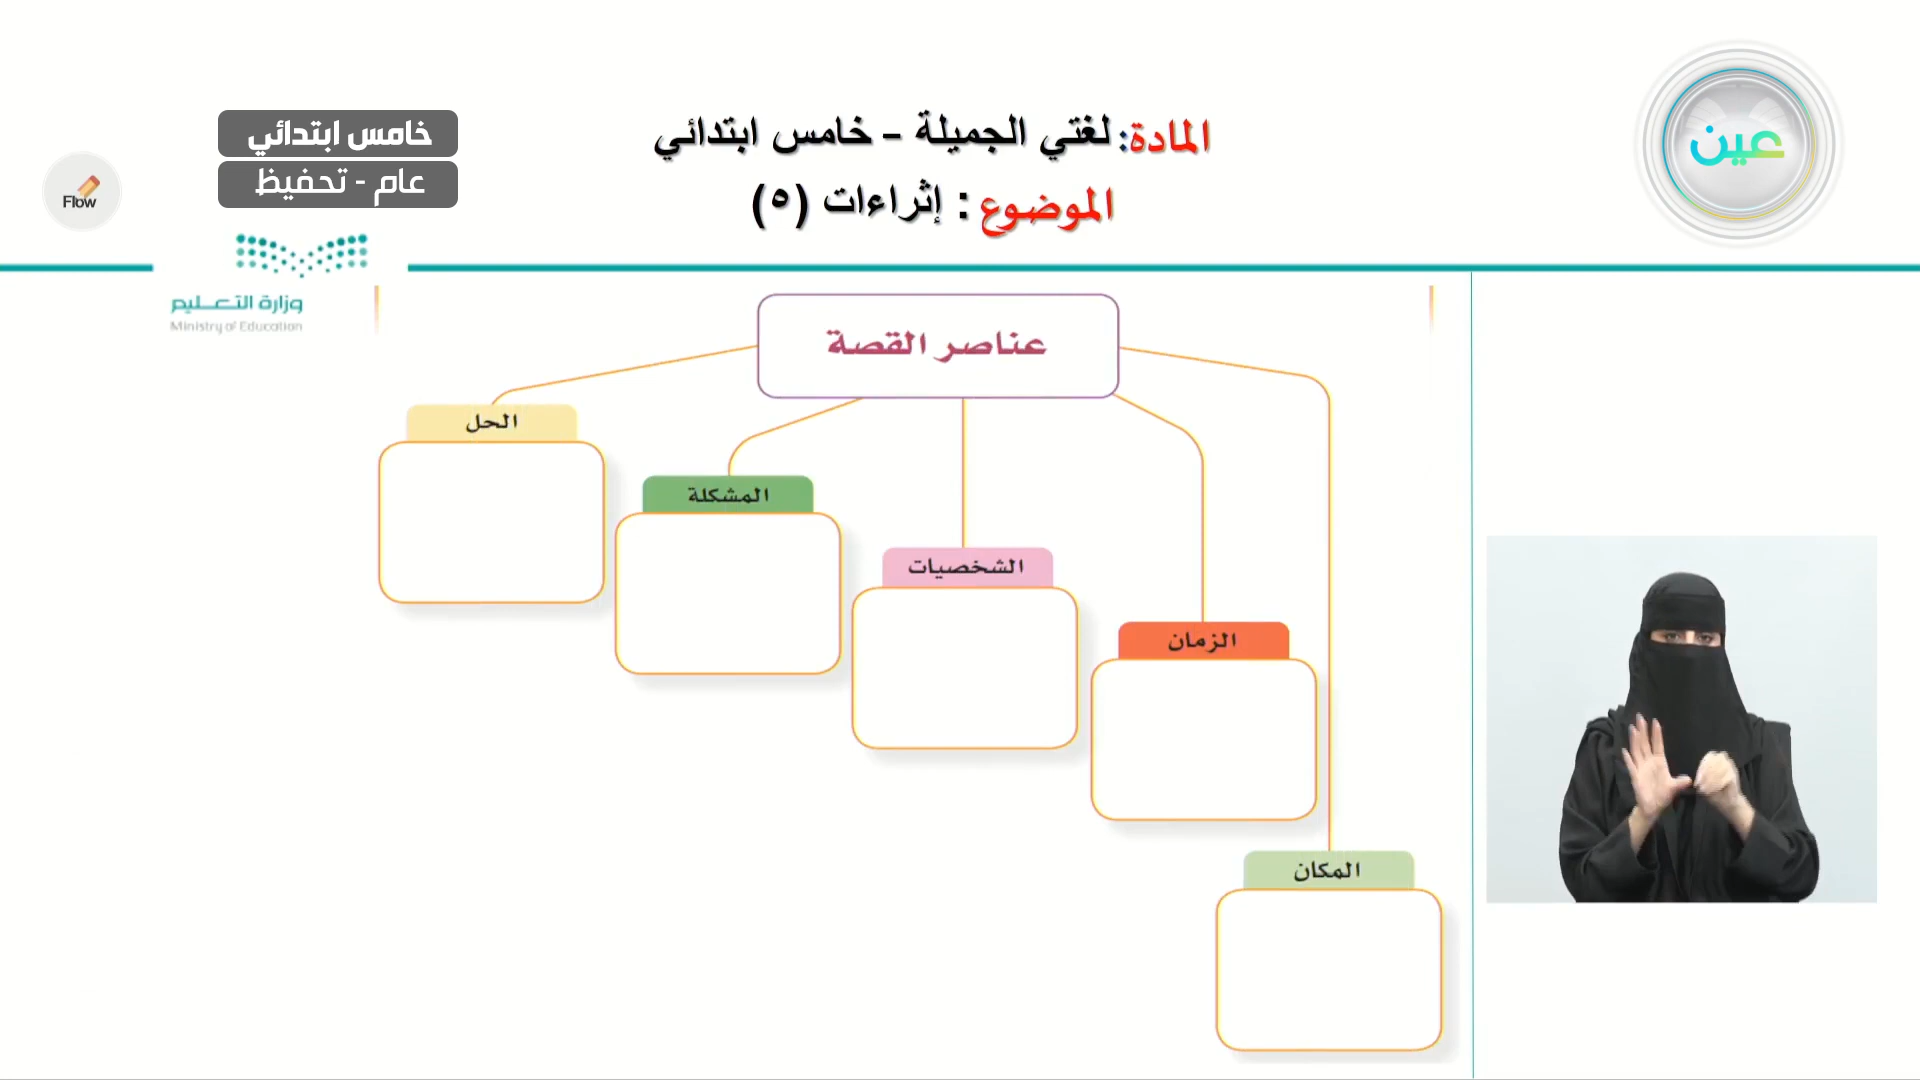 عين
المادة: لغتي الجميلة – خامس ابتدائي
الموضوع : إثراءات (٥)
خامس ابتدائي
عام - تحفيظ
Flow
وزارة التعليم
Ministry of Education
عناصر القصة
المكان
الزمان
الشخصيات
المشكلة
الحل